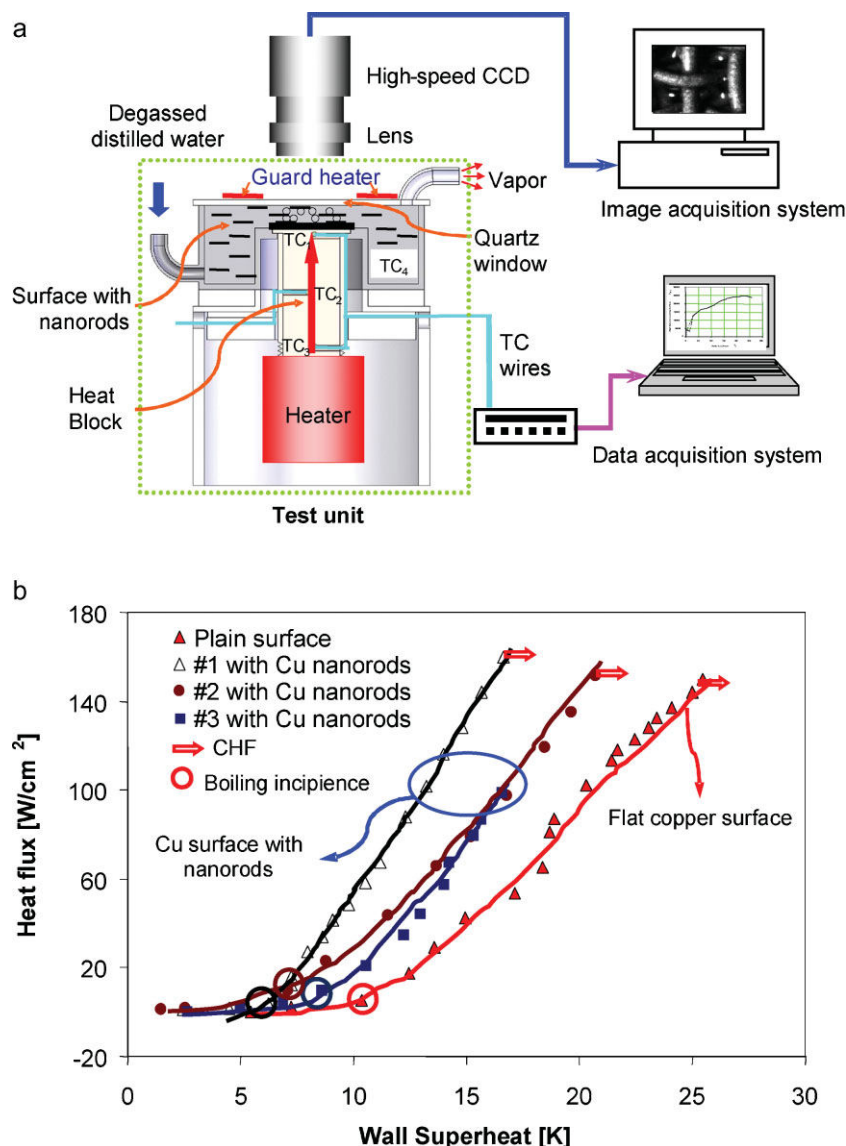 a
High-speed CCD
Degassed
distilled water
Lens
Guard heater
Vapor
Image acquisition system
Quartz
window
TC1
TC4
Surface with
nanorods
TC2
TC3
TC
wires
Heat
Block
Heater
Data acquisition system
Test unit
b
180
140
100
60
20
-20
Heat flux [W/cm²]
Plain surface
#1 with Cu nanorods
#2 with Cu nanorods
#3 with Cu nanorods
CHF
Boiling incipience
Cu surface with
nanorods
Flat copper surface
0 5 10 15 20 25 30
Wall Superheat [K]